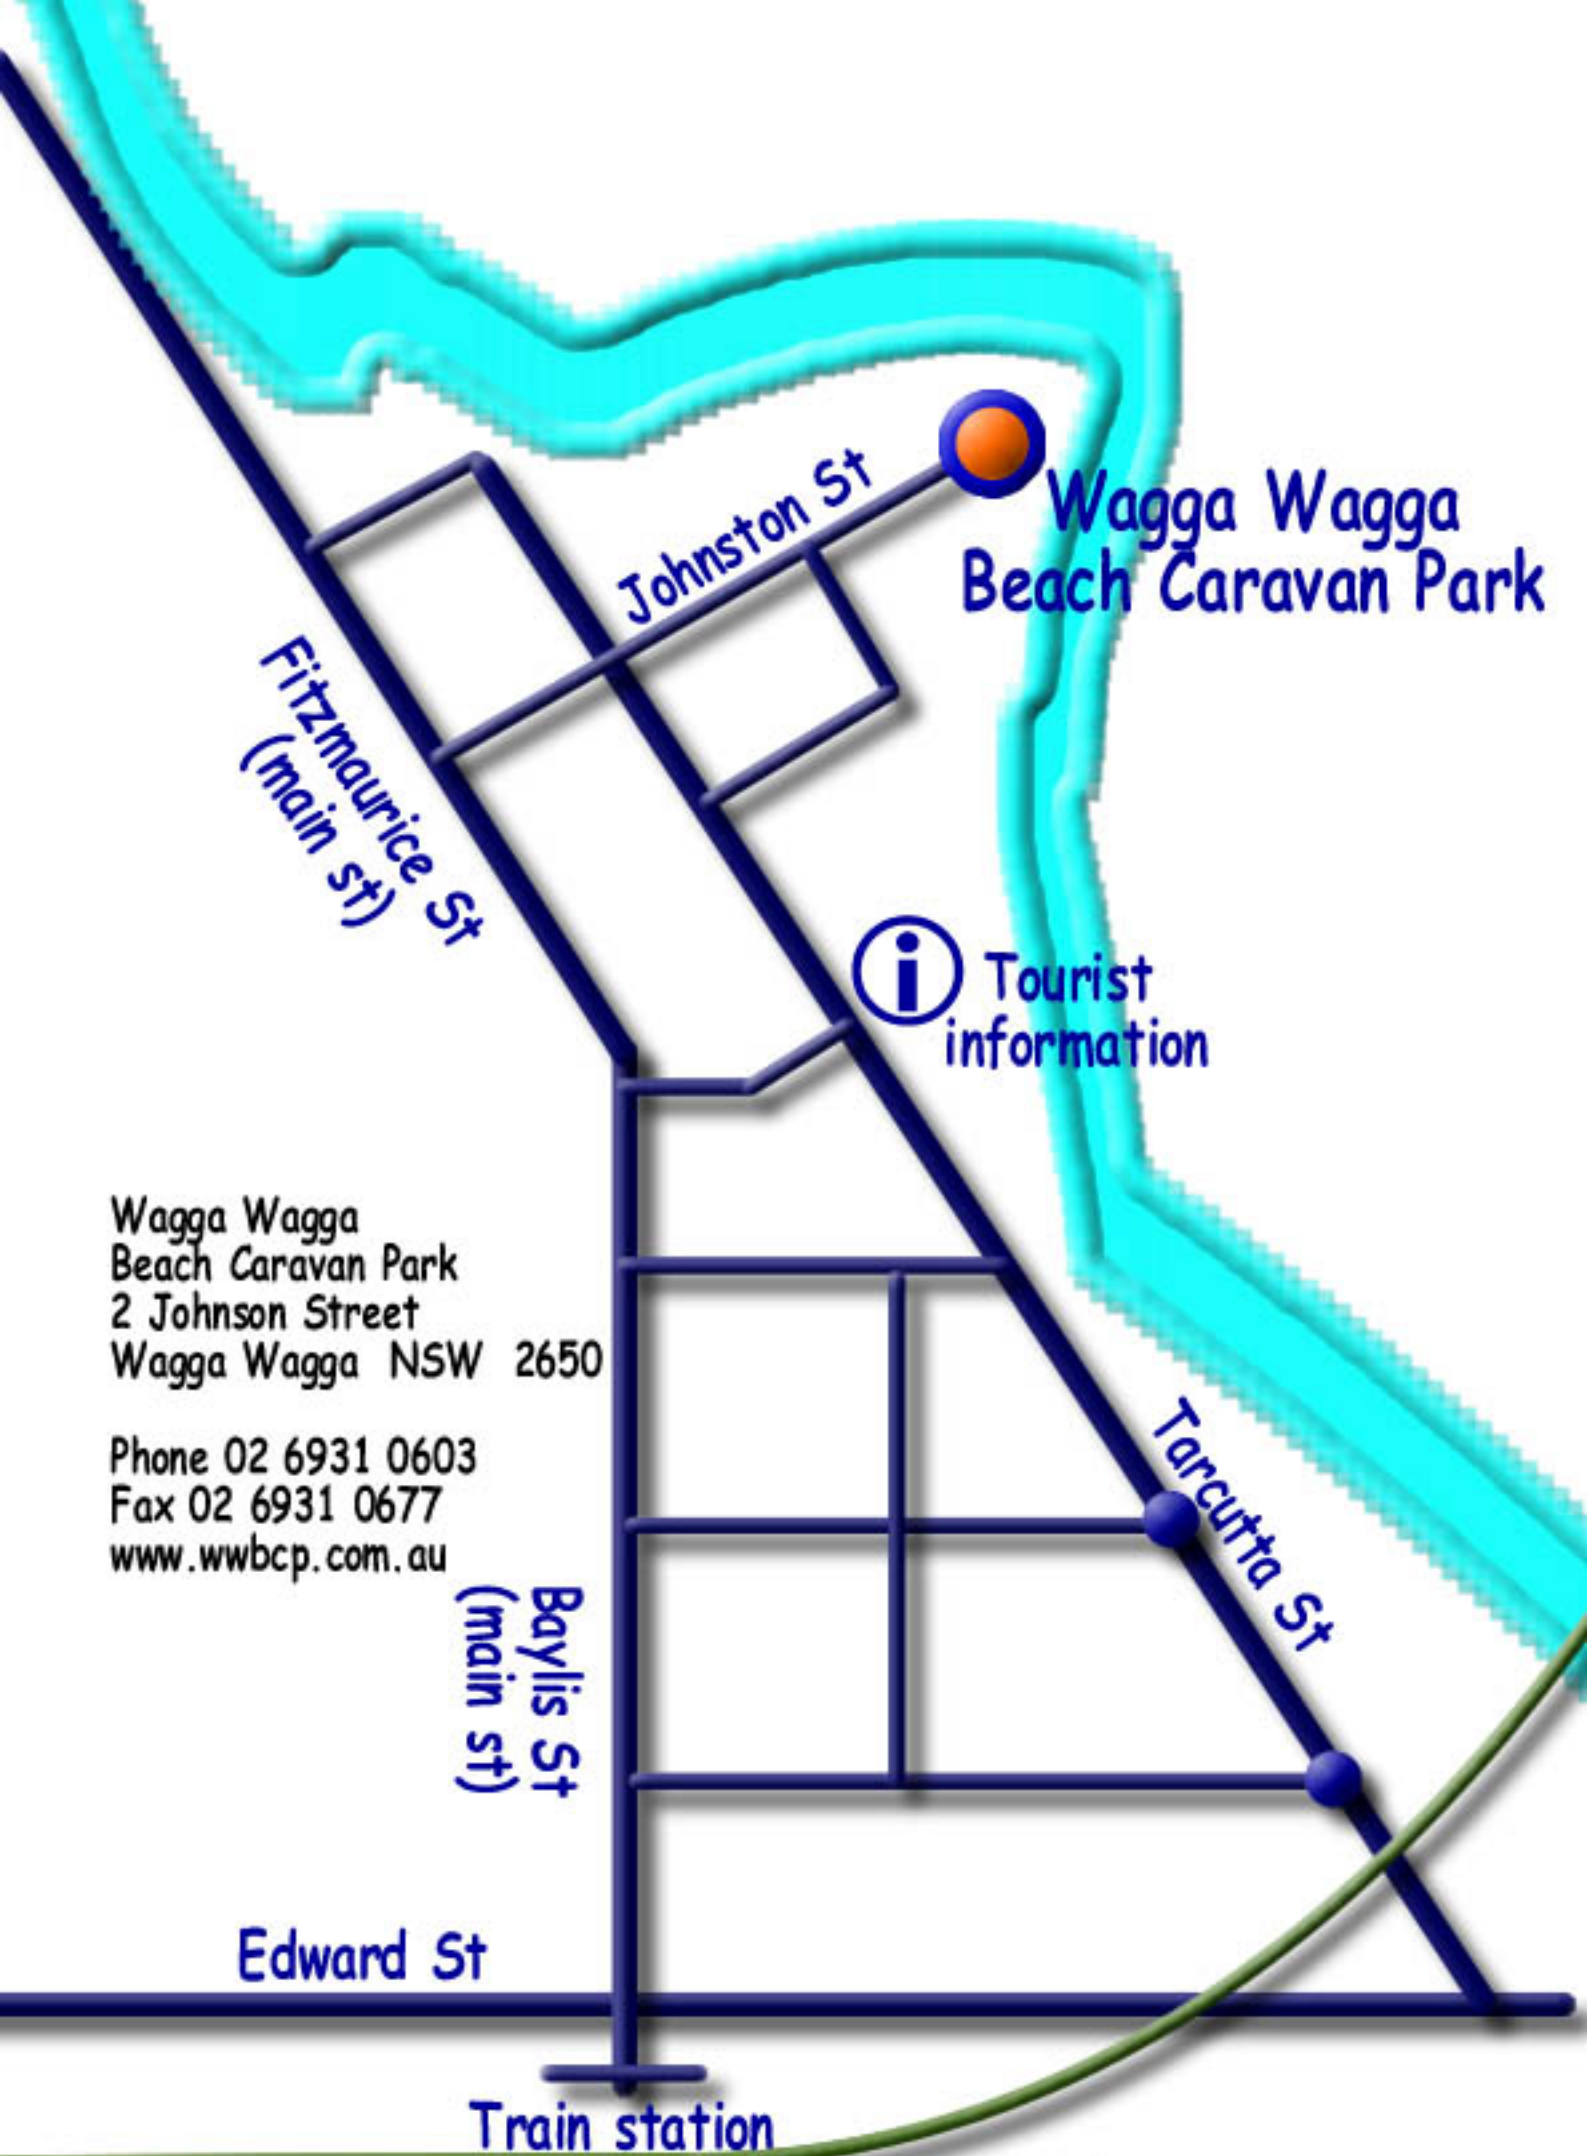 Johnston St
Wagga Wagga
Beach Caravan Park
Fitzmaurice St
(main st)
i
Tourist
information
Wagga Wagga
Beach Caravan Park
2 Johnson Street
Wagga Wagga NSW 2650
Phone 02 6931 0603
Fax 02 6931 0677
www.wwbcp.com.au
Tarcutta St
Baylis St
(main st)
Edward St
Train station